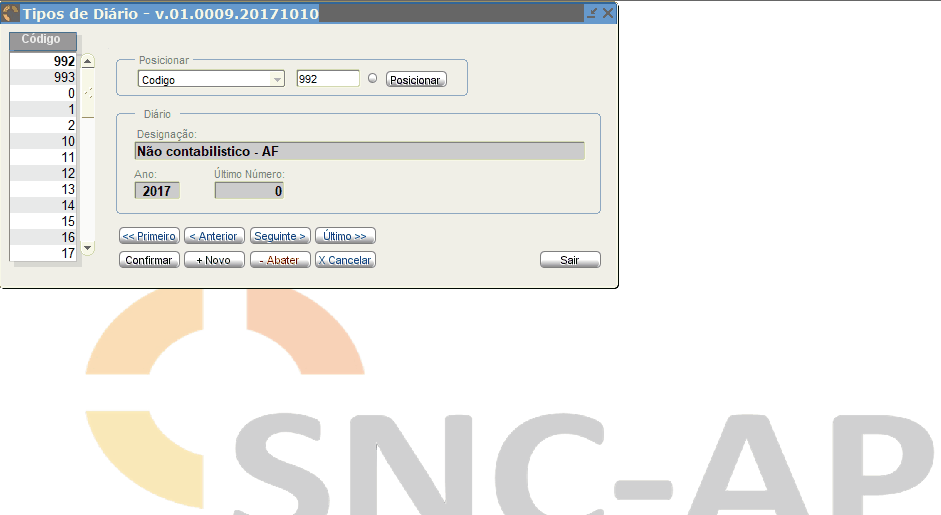 Tipos de Diário - v.01.0009.20171010
Código
992
993
0
1
2
10
11
12
13
14
15
16
17
Posicionar
Codigo 992 Posicionar
Diário
Designação:
Não contabilistico - AF
Ano: Último Número:
2017 0
<< Primeiro < Anterior Seguinte > Último >>
Confirmar + Novo - Abater X Cancelar Sair
SNC-AP